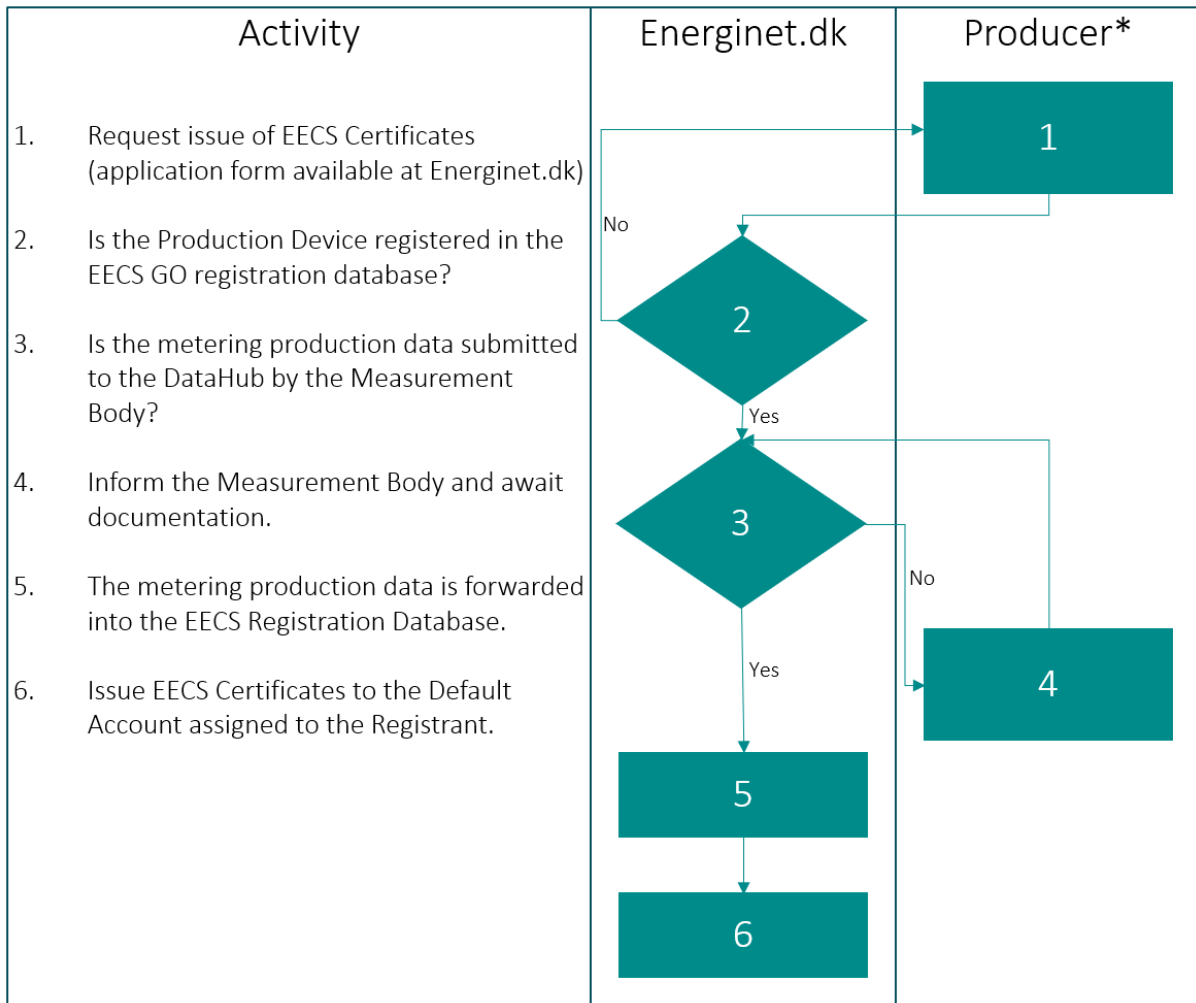 Activity
Energinet.dk
Producer*
1. Request issue of EECS Certificates
(application form available at Energinet.dk)
2. Is the Production Device registered in the
EECS GO registration database?
3. Is the metering production data submitted
to the DataHub by the Measurement
Body?
4. Inform the Measurement Body and await
documentation.
5. The metering production data is forwarded
into the EECS Registration Database.
6. Issue EECS Certificates to the Default
Account assigned to the Registrant.
1
No
2
Yes
3
No
Yes
4
5
6